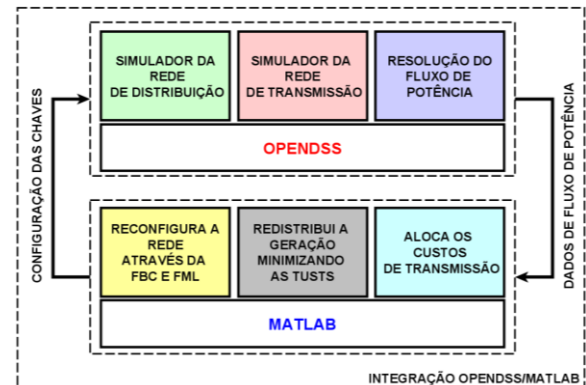 SIMULADOR DA
REDE
DE DISTRIBUIÇÃO
SIMULADOR DA
REDE
DE TRANSMISSÃO
RESOLUÇÃO DO
FLUXO DE
POTÊNCIA
OPENDSS
CONFIGURAÇÃO DAS CHAVES
DADOS DE FLUXO DE POTÊNCIA
RECONFIGURA A
REDE
ATRAVÉS DA
FBC E FML
REDISTRIBUI A
GERAÇÃO
MINIMIZANDO
AS TUSTS
ALOCA OS
CUSTOS
DE TRANSMISSÃO
MATLAB
INTEGRAÇÃO OPENDSS/MATLAB